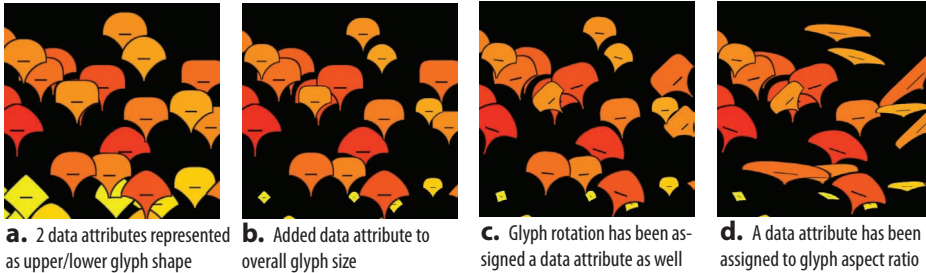 a. 2 data attributes represented
as upper/lower glyph shape
b. Added data attribute to
overall glyph size
c. Glyph rotation has been as-
signed a data attribute as well
d. A data attribute has been
assigned to glyph aspect ratio